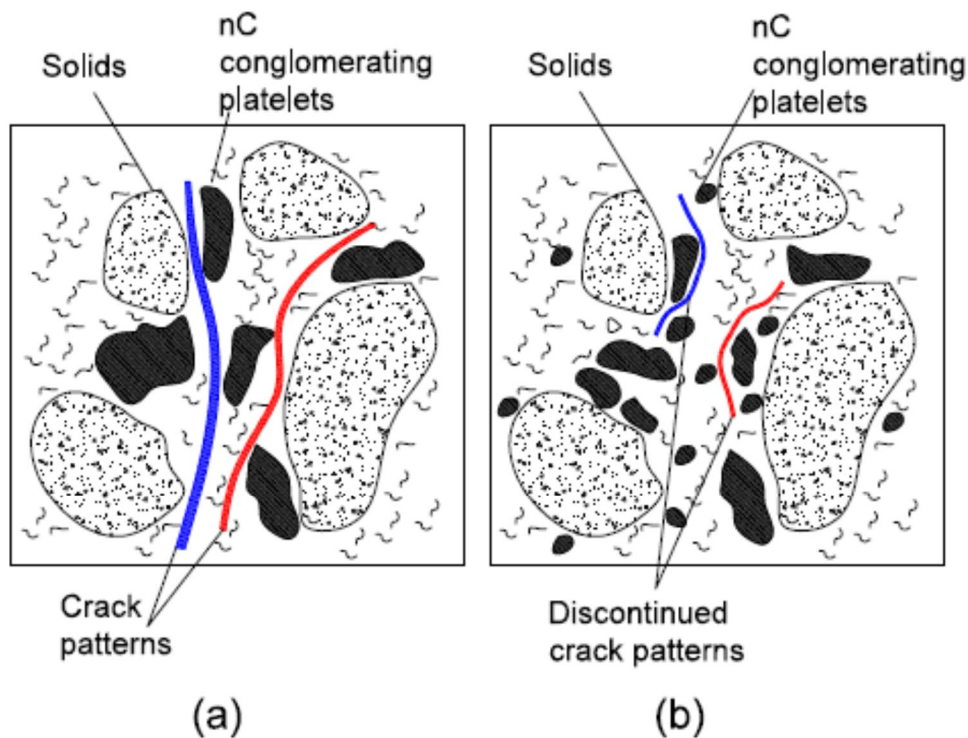 Solids
nC
conglomerating
platelets
Solids
nC
conglomerating
platelets
Crack
patterns
Discontinued
crack patterns
(a)
(b)